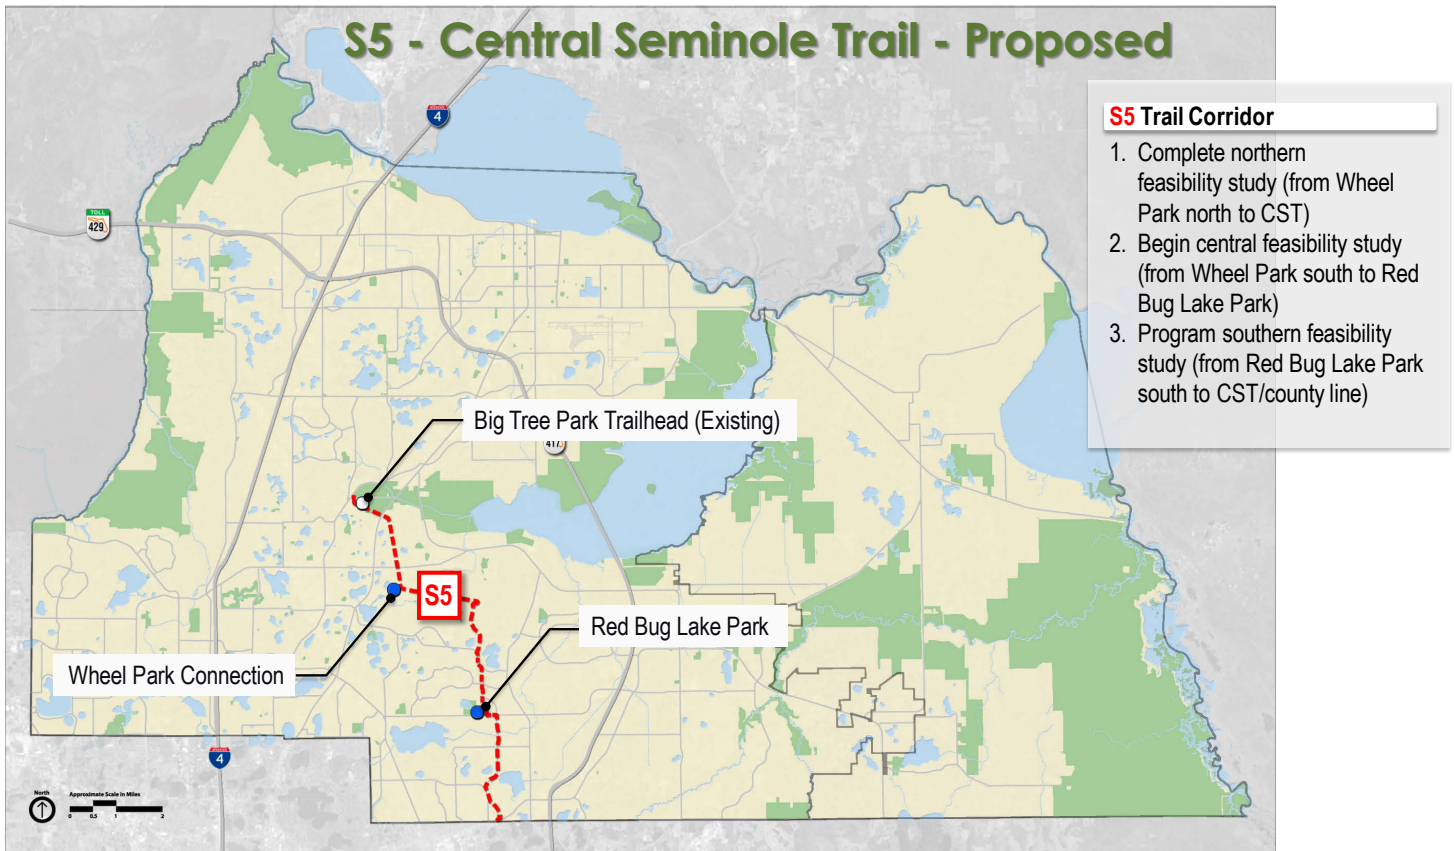 S5 - Central Seminole Trail - Proposed
S5 Trail Corridor
1. Complete northern
feasibility study (from Wheel
Park north to CST)
2. Begin central feasibility study
(from Wheel Park south to Red
Bug Lake Park)
3. Program southern feasibility
study (from Red Bug Lake Park
south to CST/county line)
4
TOLL
429
Big Tree Park Trailhead (Existing)
417
S5
Red Bug Lake Park
Wheel Park Connection
4
North
Approximate Scale in Miles
0 0.5 1 2